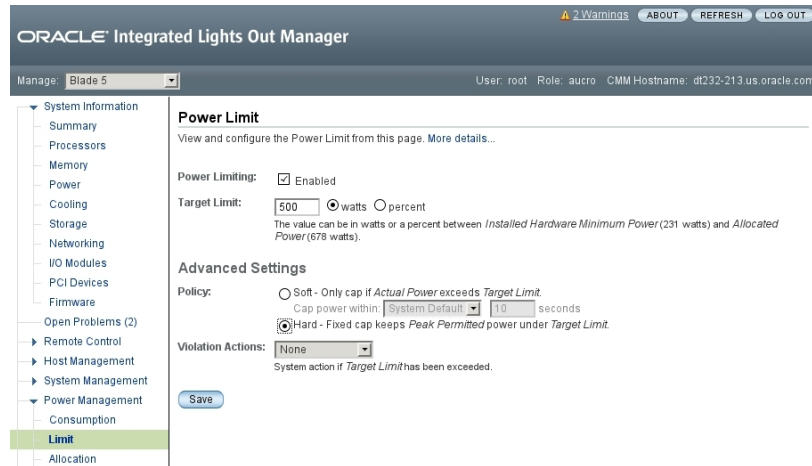 2 Warnings ABOUT REFRESH LOG OUT
ORACLE Integrated Lights Out Manager
Manage: Blade 5
User: root Role: aucro CMM Hostname: dt232-213.us.oracle.com
System Information
Summary
Processors
Memory
Power
Cooling
Storage
Networking
I/O Modules
PCI Devices
Firmware
Open Problems (2)
Remote Control
Host Management
System Management
Power Management
Consumption
Limit
Allocation
Power Limit
View and configure the Power Limit from this page. More details...
Power Limiting: Enabled
Target Limit: 500 watts percent
The value can be in watts or a percent between Installed Hardware Minimum Power (231 watts) and Allocated
Power (678 watts).
Advanced Settings
Policy: Soft - Only cap if Actual Power exceeds Target Limit.
Cap power within: System Default 10 seconds
Hard - Fixed cap keeps Peak Permitted power under Target Limit.
Violation Actions: None
System action if Target Limit has been exceeded.
Save